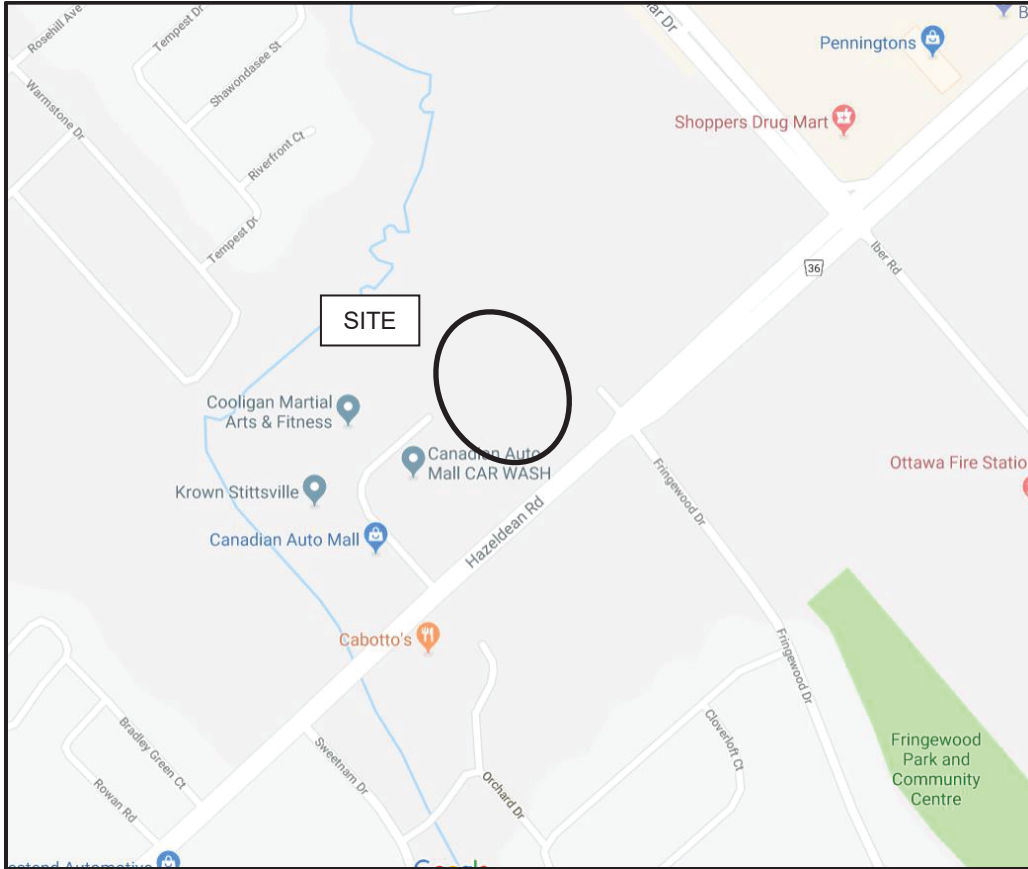 Rosehill Ave
Tempest Dr
Shawondasee St
Warmstone Dr
Riverfront Ct
Tempest Dr
Penningtons
Shoppers Drug Mart
36
Iber Rd
SITE
Cooligan Martial
Arts & Fitness
Canadian Auto
Mall CAR WASH
Krown Stittsville
Canadian Auto Mall
Hazeldean Rd
Fringewood Dr
Ottawa Fire Statio
Cabotto's
Fringewood Dr
Bradley Green Ct
Rowan Rd
Sweetnam Dr
Orchard Dr
Cloverloft Ct
Fringewood
Park and
Community
Centre
Automotive
Google